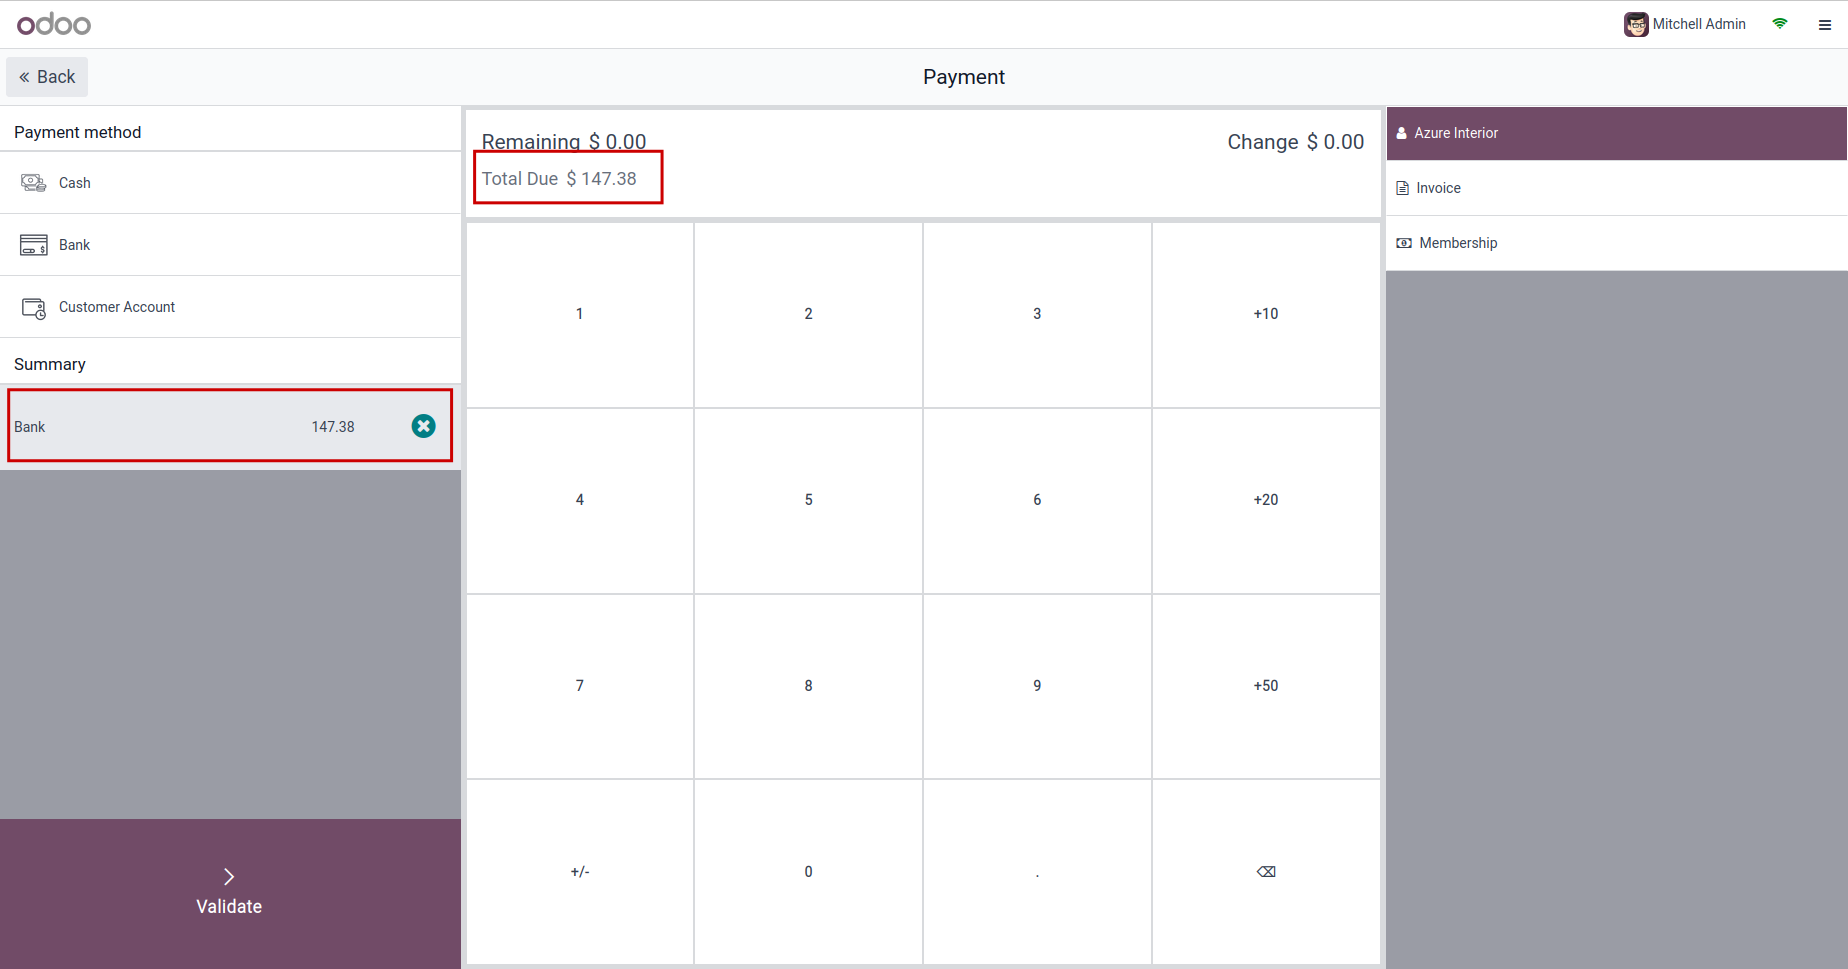 odoo
Mitchell Admin
« Back
Payment
Payment method
Cash
Bank
Customer Account
Summary
Bank 147.38
Validate
Remaining $ 0.00
Change $ 0.00
Total Due $ 147.38
1 2 3 +10
4 5 6 +20
7 8 9 +50
+/- 0 . ⌫
Azure Interior
Invoice
Membership